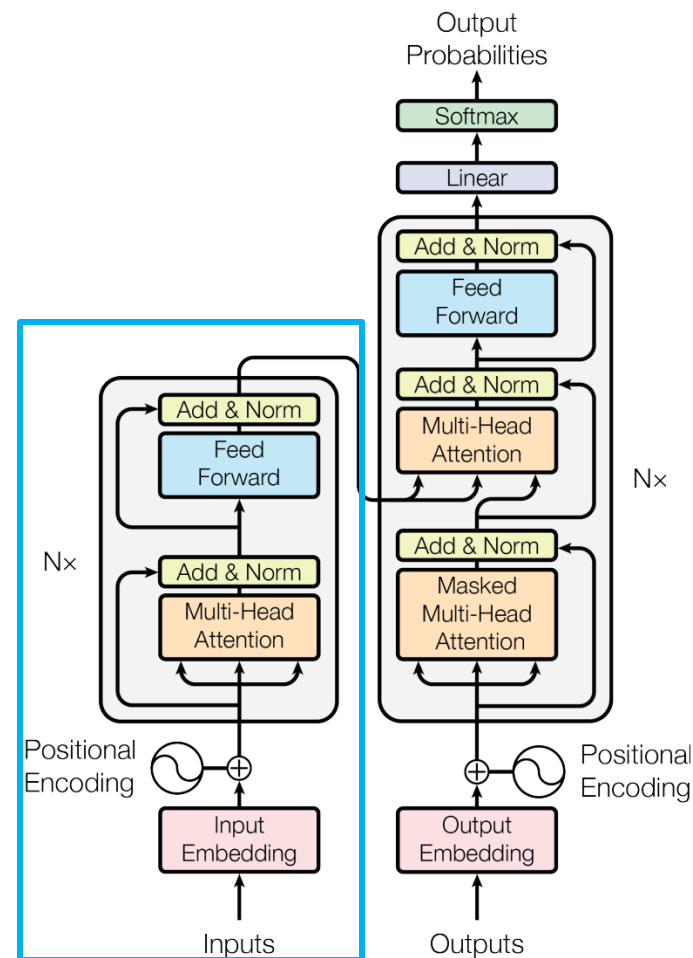 Output
Probabilities
Softmax
Linear
Add & Norm
Feed
Forward
Add & Norm
Multi-Head
Attention
Nx
Add & Norm
Masked
Multi-Head
Attention
Positional
Encoding
Output
Embedding
Outputs
Add & Norm
Feed
Forward
Nx
Add & Norm
Multi-Head
Attention
Positional
Encoding
Input
Embedding
Inputs